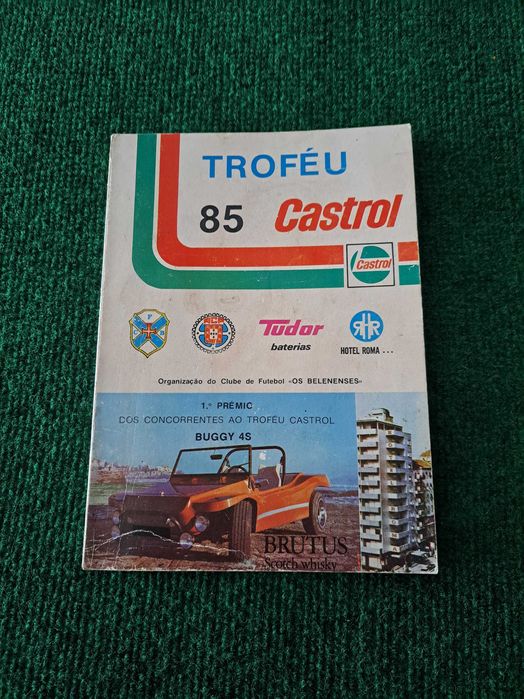 TROFÉU
85 Castrol
Castrol
C F B
Tudor
baterias
HOTEL ROMA ...
Organização do Clube de Futebol «OS BELENENSES»
1.º PRÉMIC
DOS CONCORRENTES AO TROFÉU CASTROL
BUGGY 4S
BRUTUS
Scotch whisky